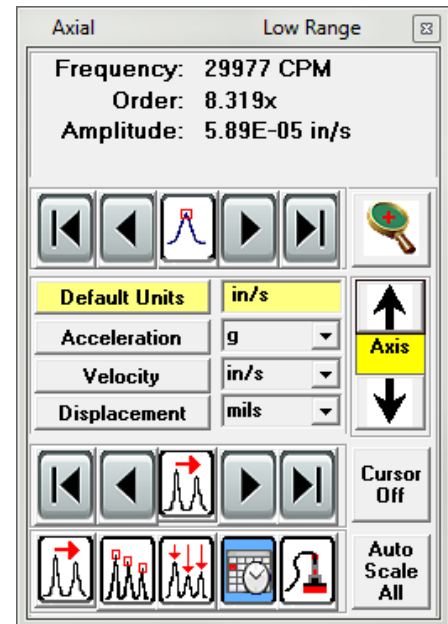 Axial Low Range
Frequency: 29977 CPM
Order: 8.319x
Amplitude: 5.89E-05 in/s
Default Units in/s
Acceleration g
Axis
Velocity in/s
Displacement mils
Cursor
Off
Auto
Scale
All